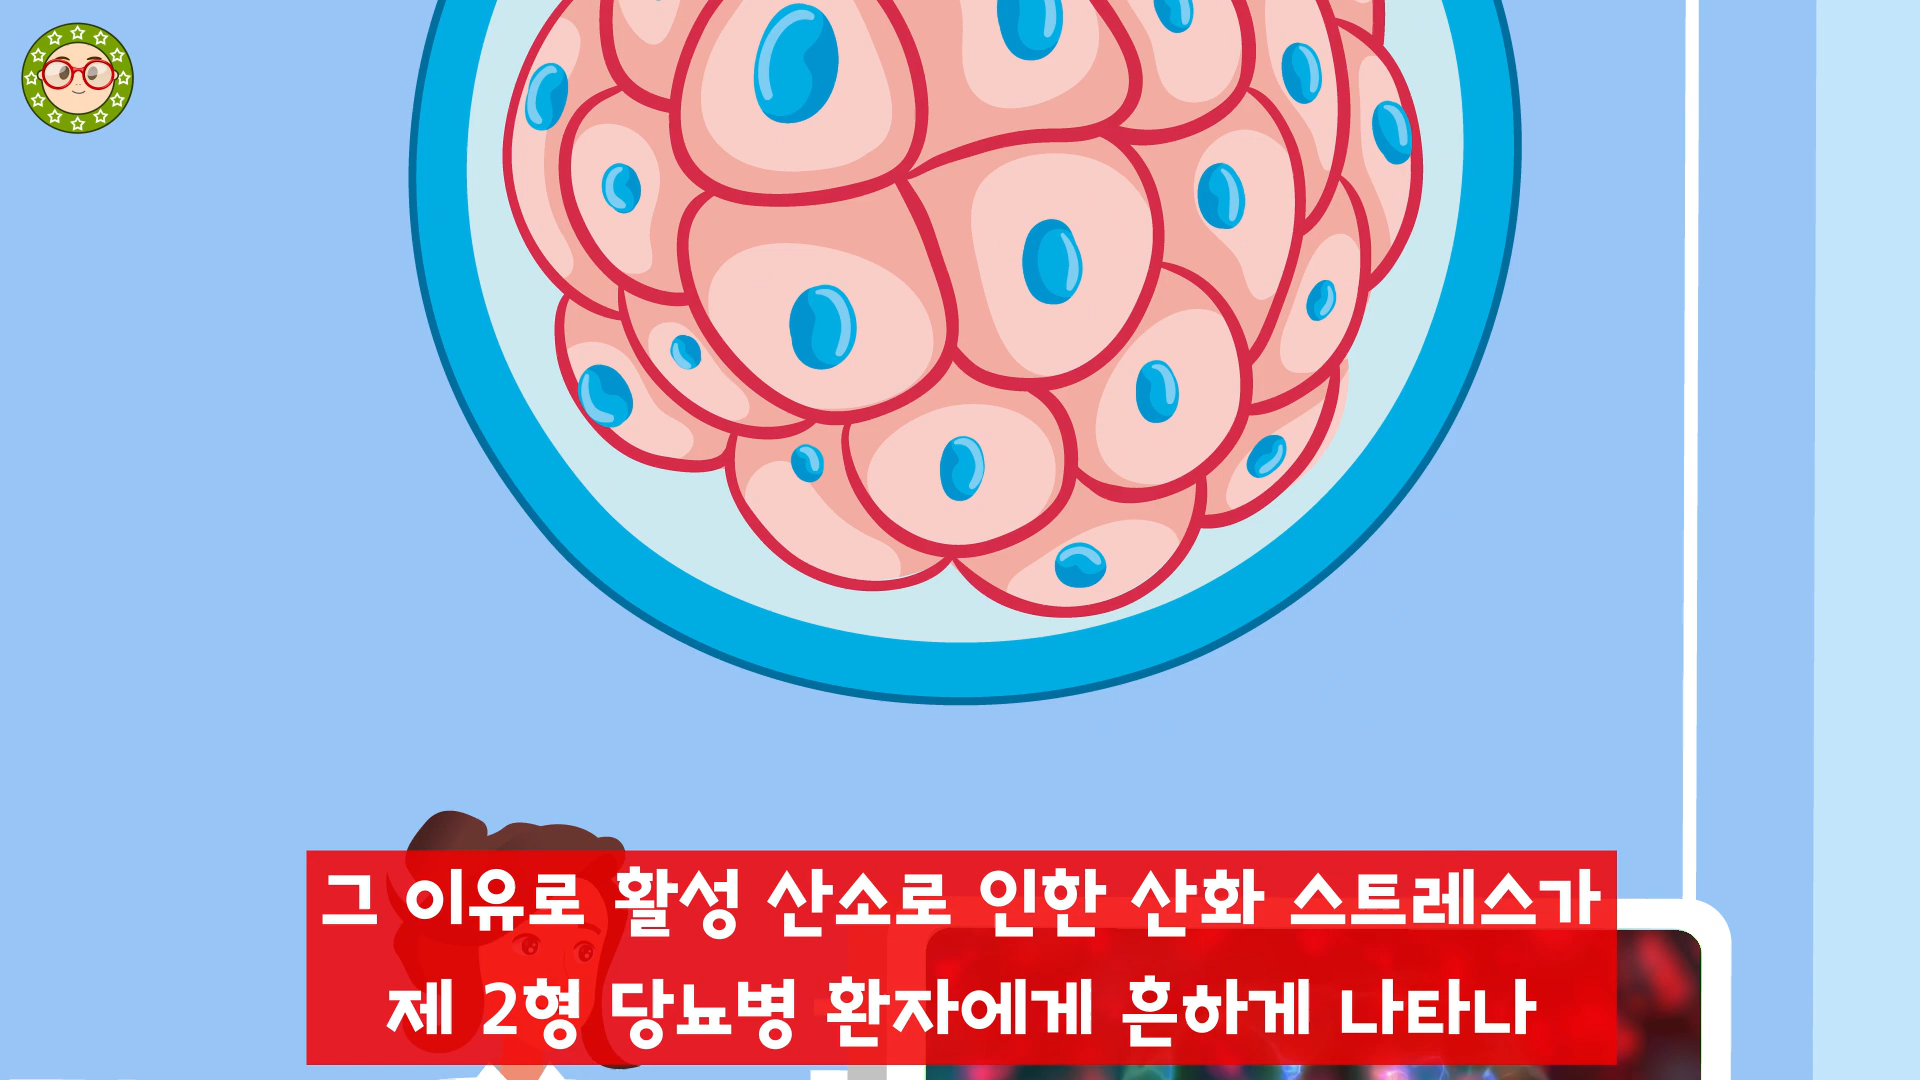 그 이유로 활성 산소로 인한 산화 스트레스가
제 2형 당뇨병 환자에게 흔하게 나타나